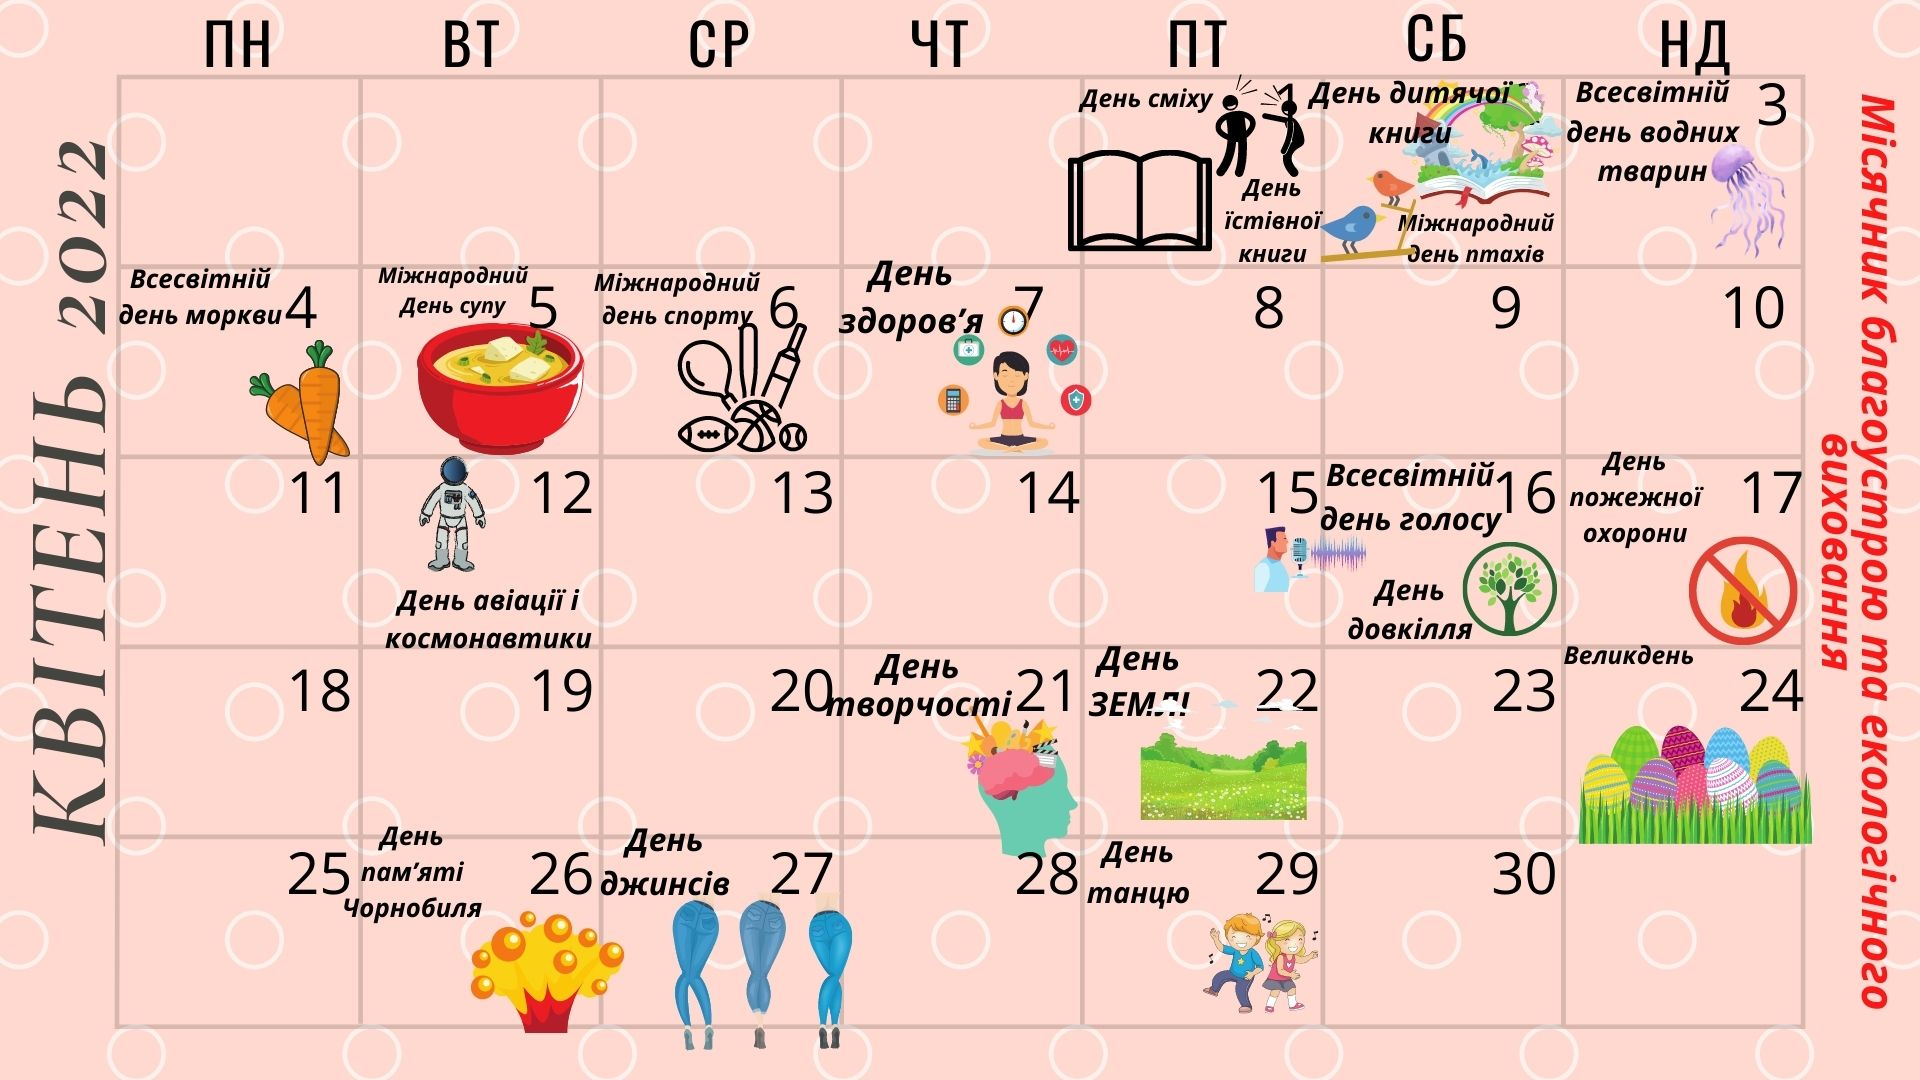 ПН ВТ СР ЧТ ПТ СБ НД
КВІТЕНЬ 2022
День сміху
1
День
їстівної
книги
День дитячої
книги
Міжнародний
день птахів
Всесвітній
день водних
тварин
3
Всесвітній
день моркви
4
Міжнародний
День супу
5
Міжнародний
день спорту
6
День
здоров’я
7
8
9
10
11
12
День авіації і
космонавтики
13
14
15
Всесвітній
день голосу
16
День
довкілля
День
пожежної
охорони
17
18
19
20
День
творчості
21
День
ЗЕМЛІ
22
23
Великдень
24
25
День
пам’яті
Чорнобиля
26
День
джинсів
27
28
День
танцю
29
30
Місячник благоустрою та екологічного
виховання